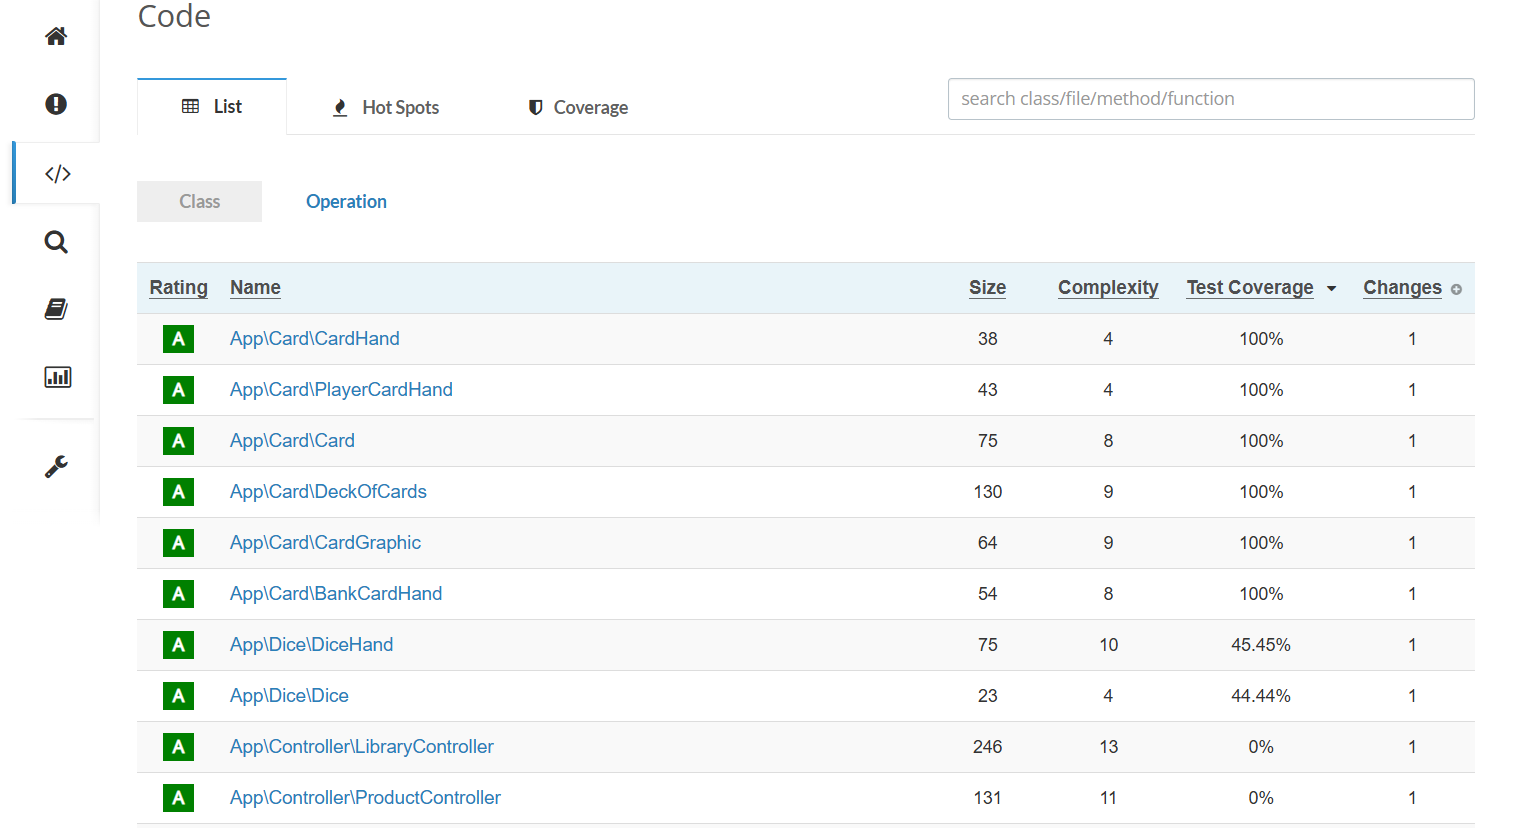 Code
List Hot Spots Coverage search class/file/method/function
Class Operation
Rating Name Size Complexity Test Coverage Changes
A App\Card\CardHand 38 4 100% 1
A App\Card\PlayerCardHand 43 4 100% 1
A App\Card\Card 75 8 100% 1
A App\Card\DeckOfCards 130 9 100% 1
A App\Card\CardGraphic 64 9 100% 1
A App\Card\BankCardHand 54 8 100% 1
A App\Dice\DiceHand 75 10 45.45% 1
A App\Dice\Dice 23 4 44.44% 1
A App\Controller\LibraryController 246 13 0% 1
A App\Controller\ProductController 131 11 0% 1